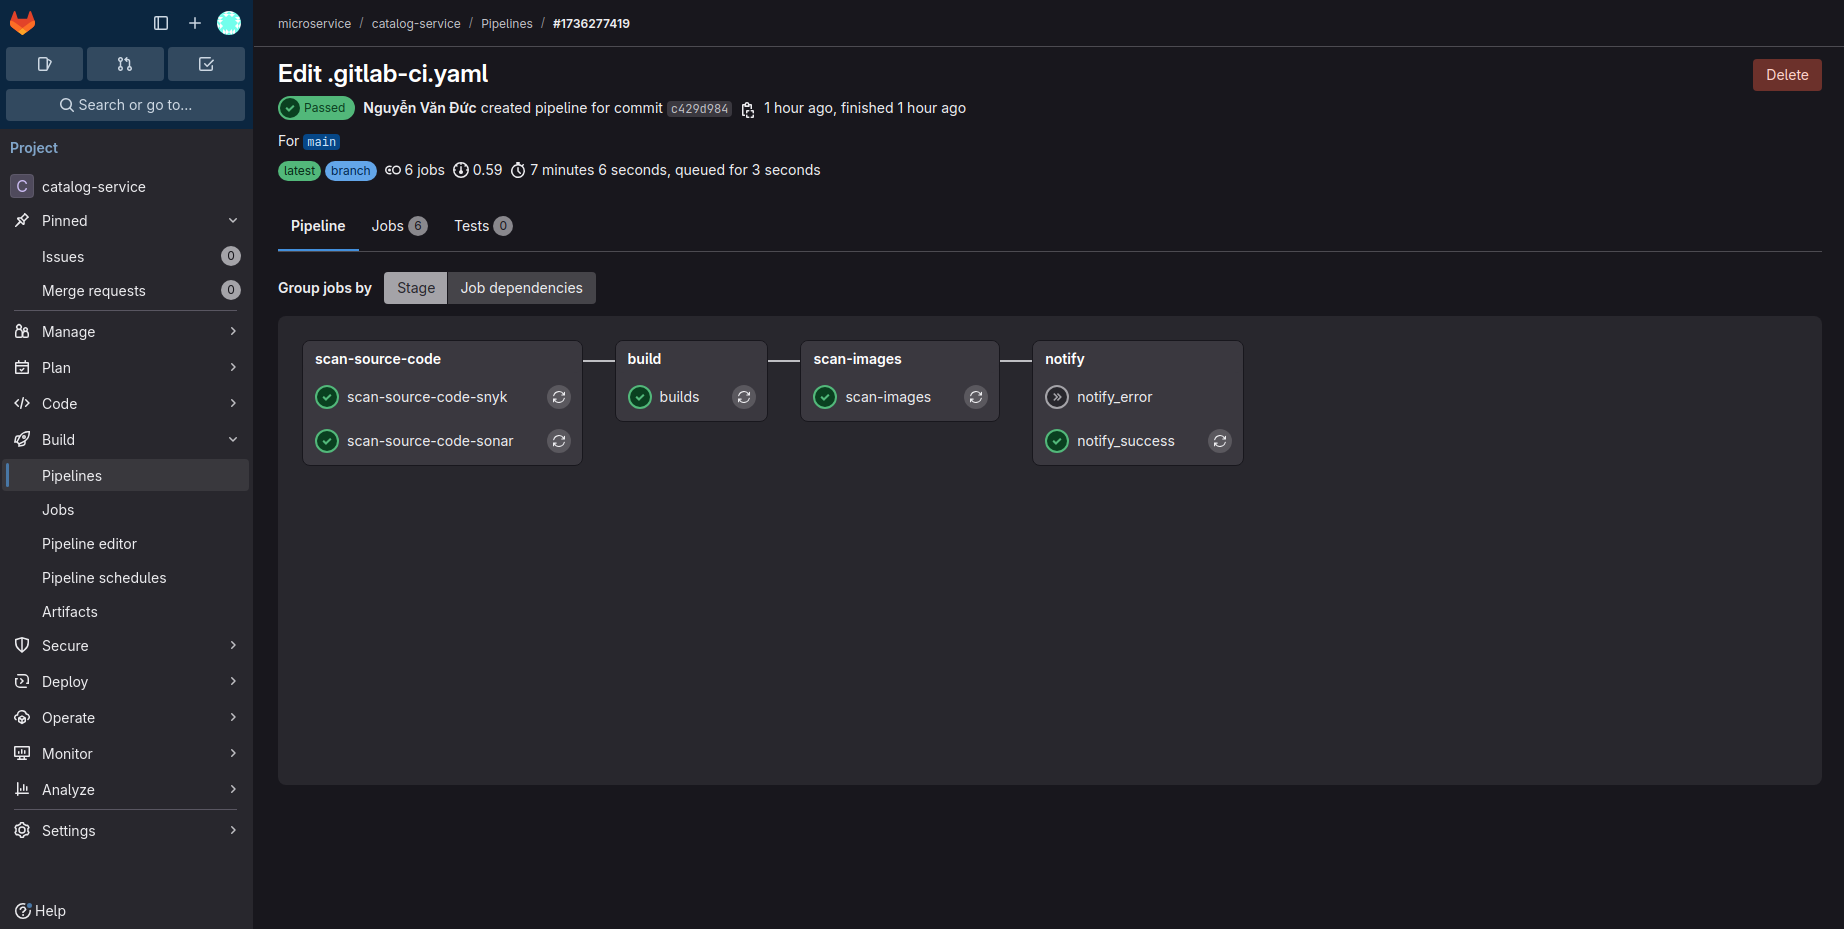 microservice / catalog-service / Pipelines / #1736277419
Search or go to...
Project
C catalog-service
Pinned
Issues 0
Merge requests 0
Manage
Plan
Code
Build
Pipelines
Jobs
Pipeline editor
Pipeline schedules
Artifacts
Secure
Deploy
Operate
Monitor
Analyze
Settings
Help
Edit .gitlab-ci.yaml
Delete
Passed Nguyễn Văn Đức created pipeline for commit c429d984 1 hour ago, finished 1 hour ago
For main
latest branch 6 jobs 0.59 7 minutes 6 seconds, queued for 3 seconds
Pipeline Jobs 6 Tests 0
Group jobs by Stage Job dependencies
scan-source-code
scan-source-code-snyk
scan-source-code-sonar
build
builds
scan-images
scan-images
notify
notify_error
notify_success